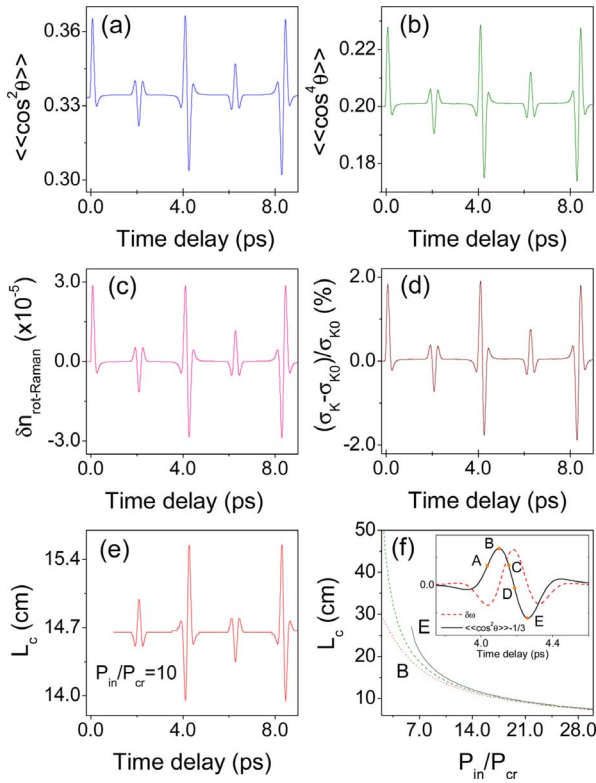 (a)
<<cos²θ>>
0.36
0.33
0.30
0.0 4.0 8.0
Time delay (ps)
(b)
<<cos⁴θ>>
0.22
0.20
0.18
0.0 4.0 8.0
Time delay (ps)
(c)
δn_rot-Raman (x10⁻⁵)
3.0
0.0
-3.0
0.0 4.0 8.0
Time delay (ps)
(d)
(σ_K-σ_K0)/σ_K0 (%)
2.0
0.0
-2.0
0.0 4.0 8.0
Time delay (ps)
(e)
L_c (cm)
15.4
14.7
14.0
P_in/P_cr=10
0.0 4.0 8.0
Time delay (ps)
(f)
L_c (cm)
50
40
30
20
10
E
B
0.0
A
B
C
D
E
δω
<<cos²θ>>-1/3
4.0 4.4
Time delay (ps)
7.0 14.0 21.0 28.0
P_in/P_cr